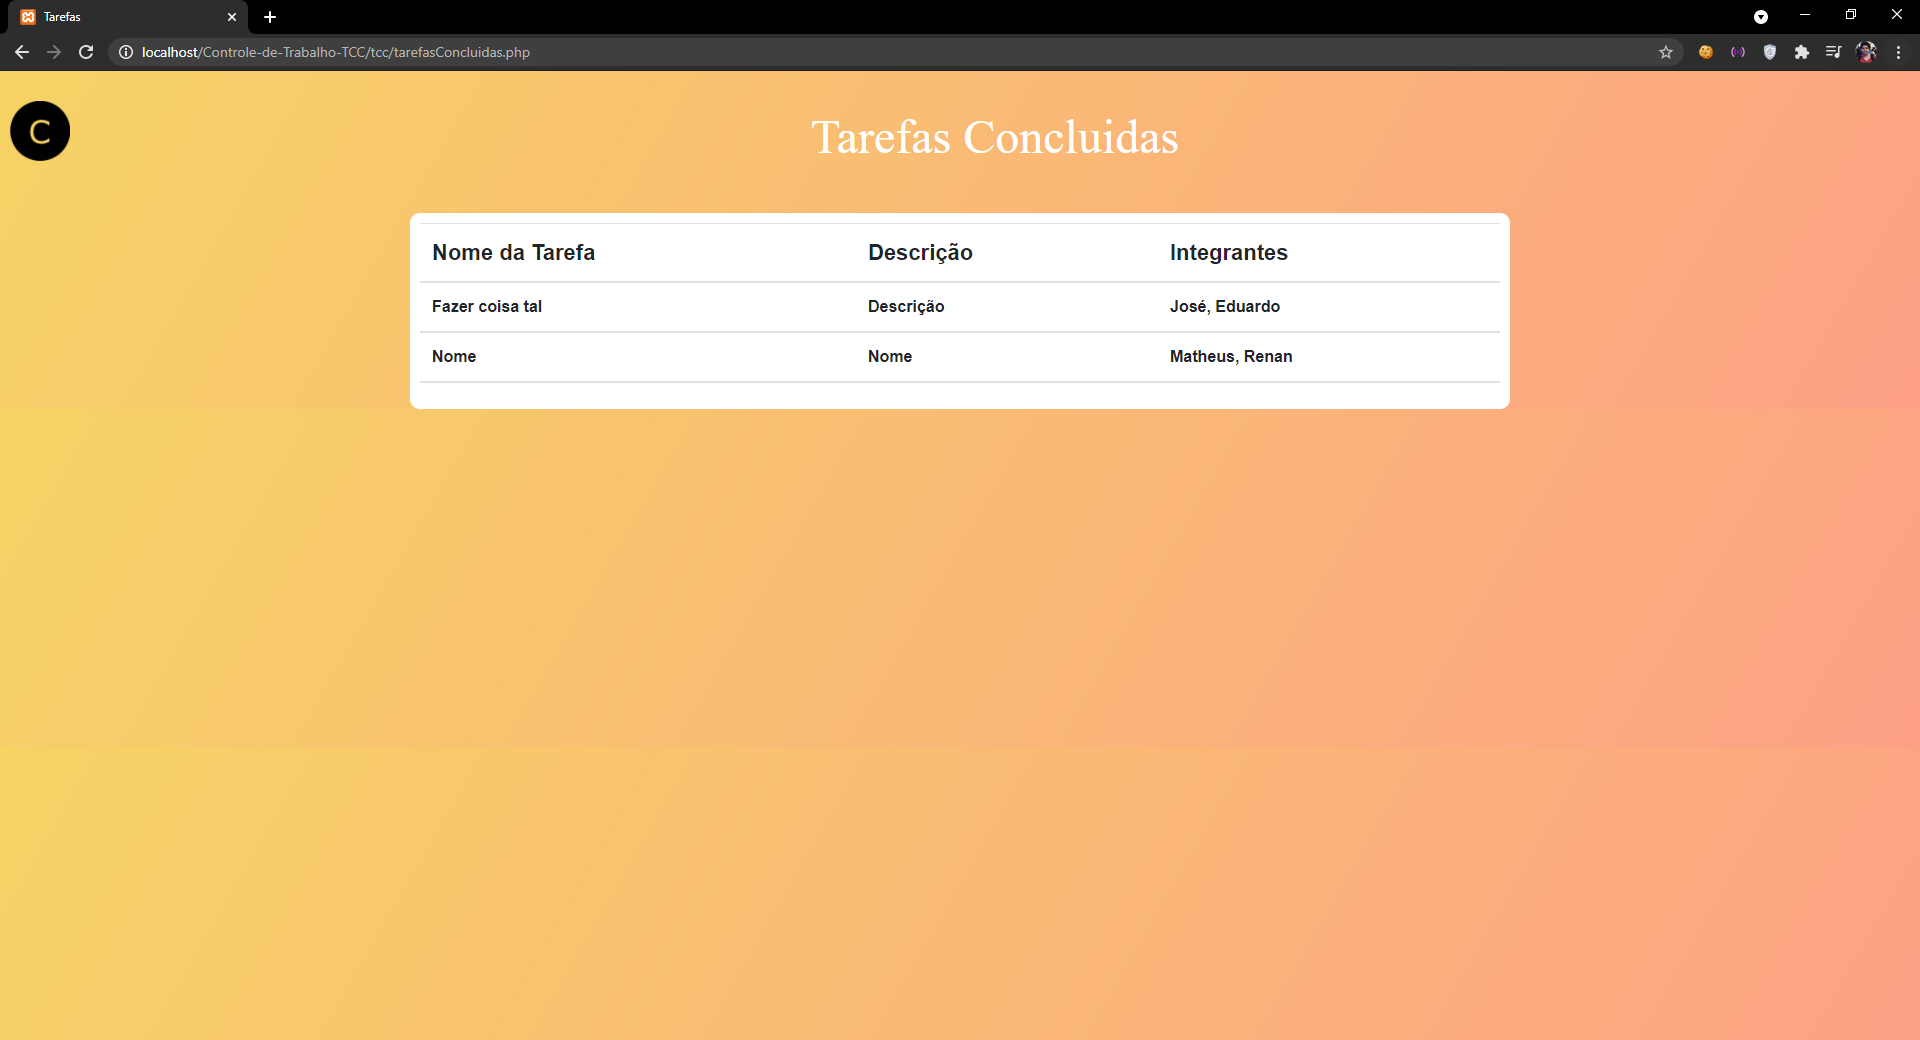 Tarefas
localhost/Controle-de-Trabalho-TCC/tcc/tarefasConcluidas.php
C
Tarefas Concluidas
Nome da Tarefa Descrição Integrantes
Fazer coisa tal Descrição José, Eduardo
Nome Nome Matheus, Renan